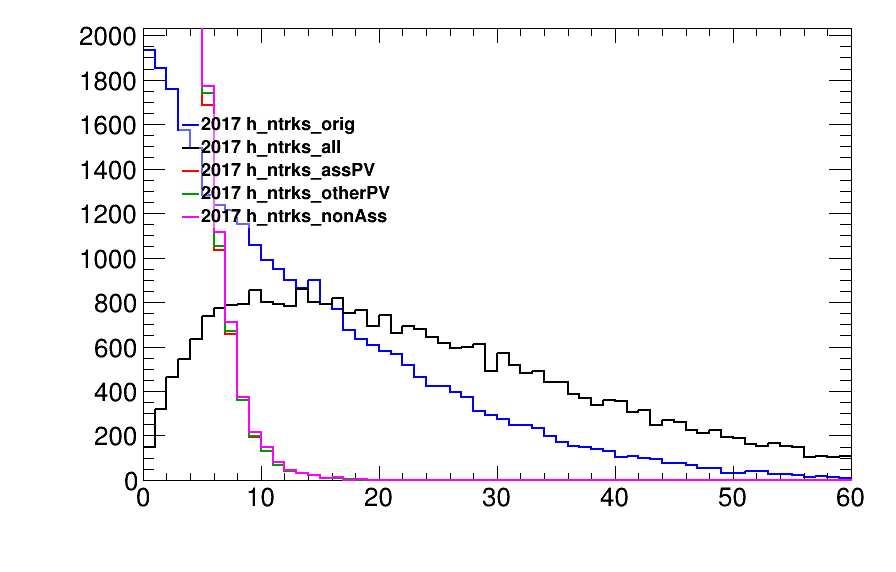 2000
1800
1600
1400
1200
1000
800
600
400
200
0
2017 h_ntrks_orig
2017 h_ntrks_all
2017 h_ntrks_assPV
2017 h_ntrks_otherPV
2017 h_ntrks_nonAss
0 10 20 30 40 50 60